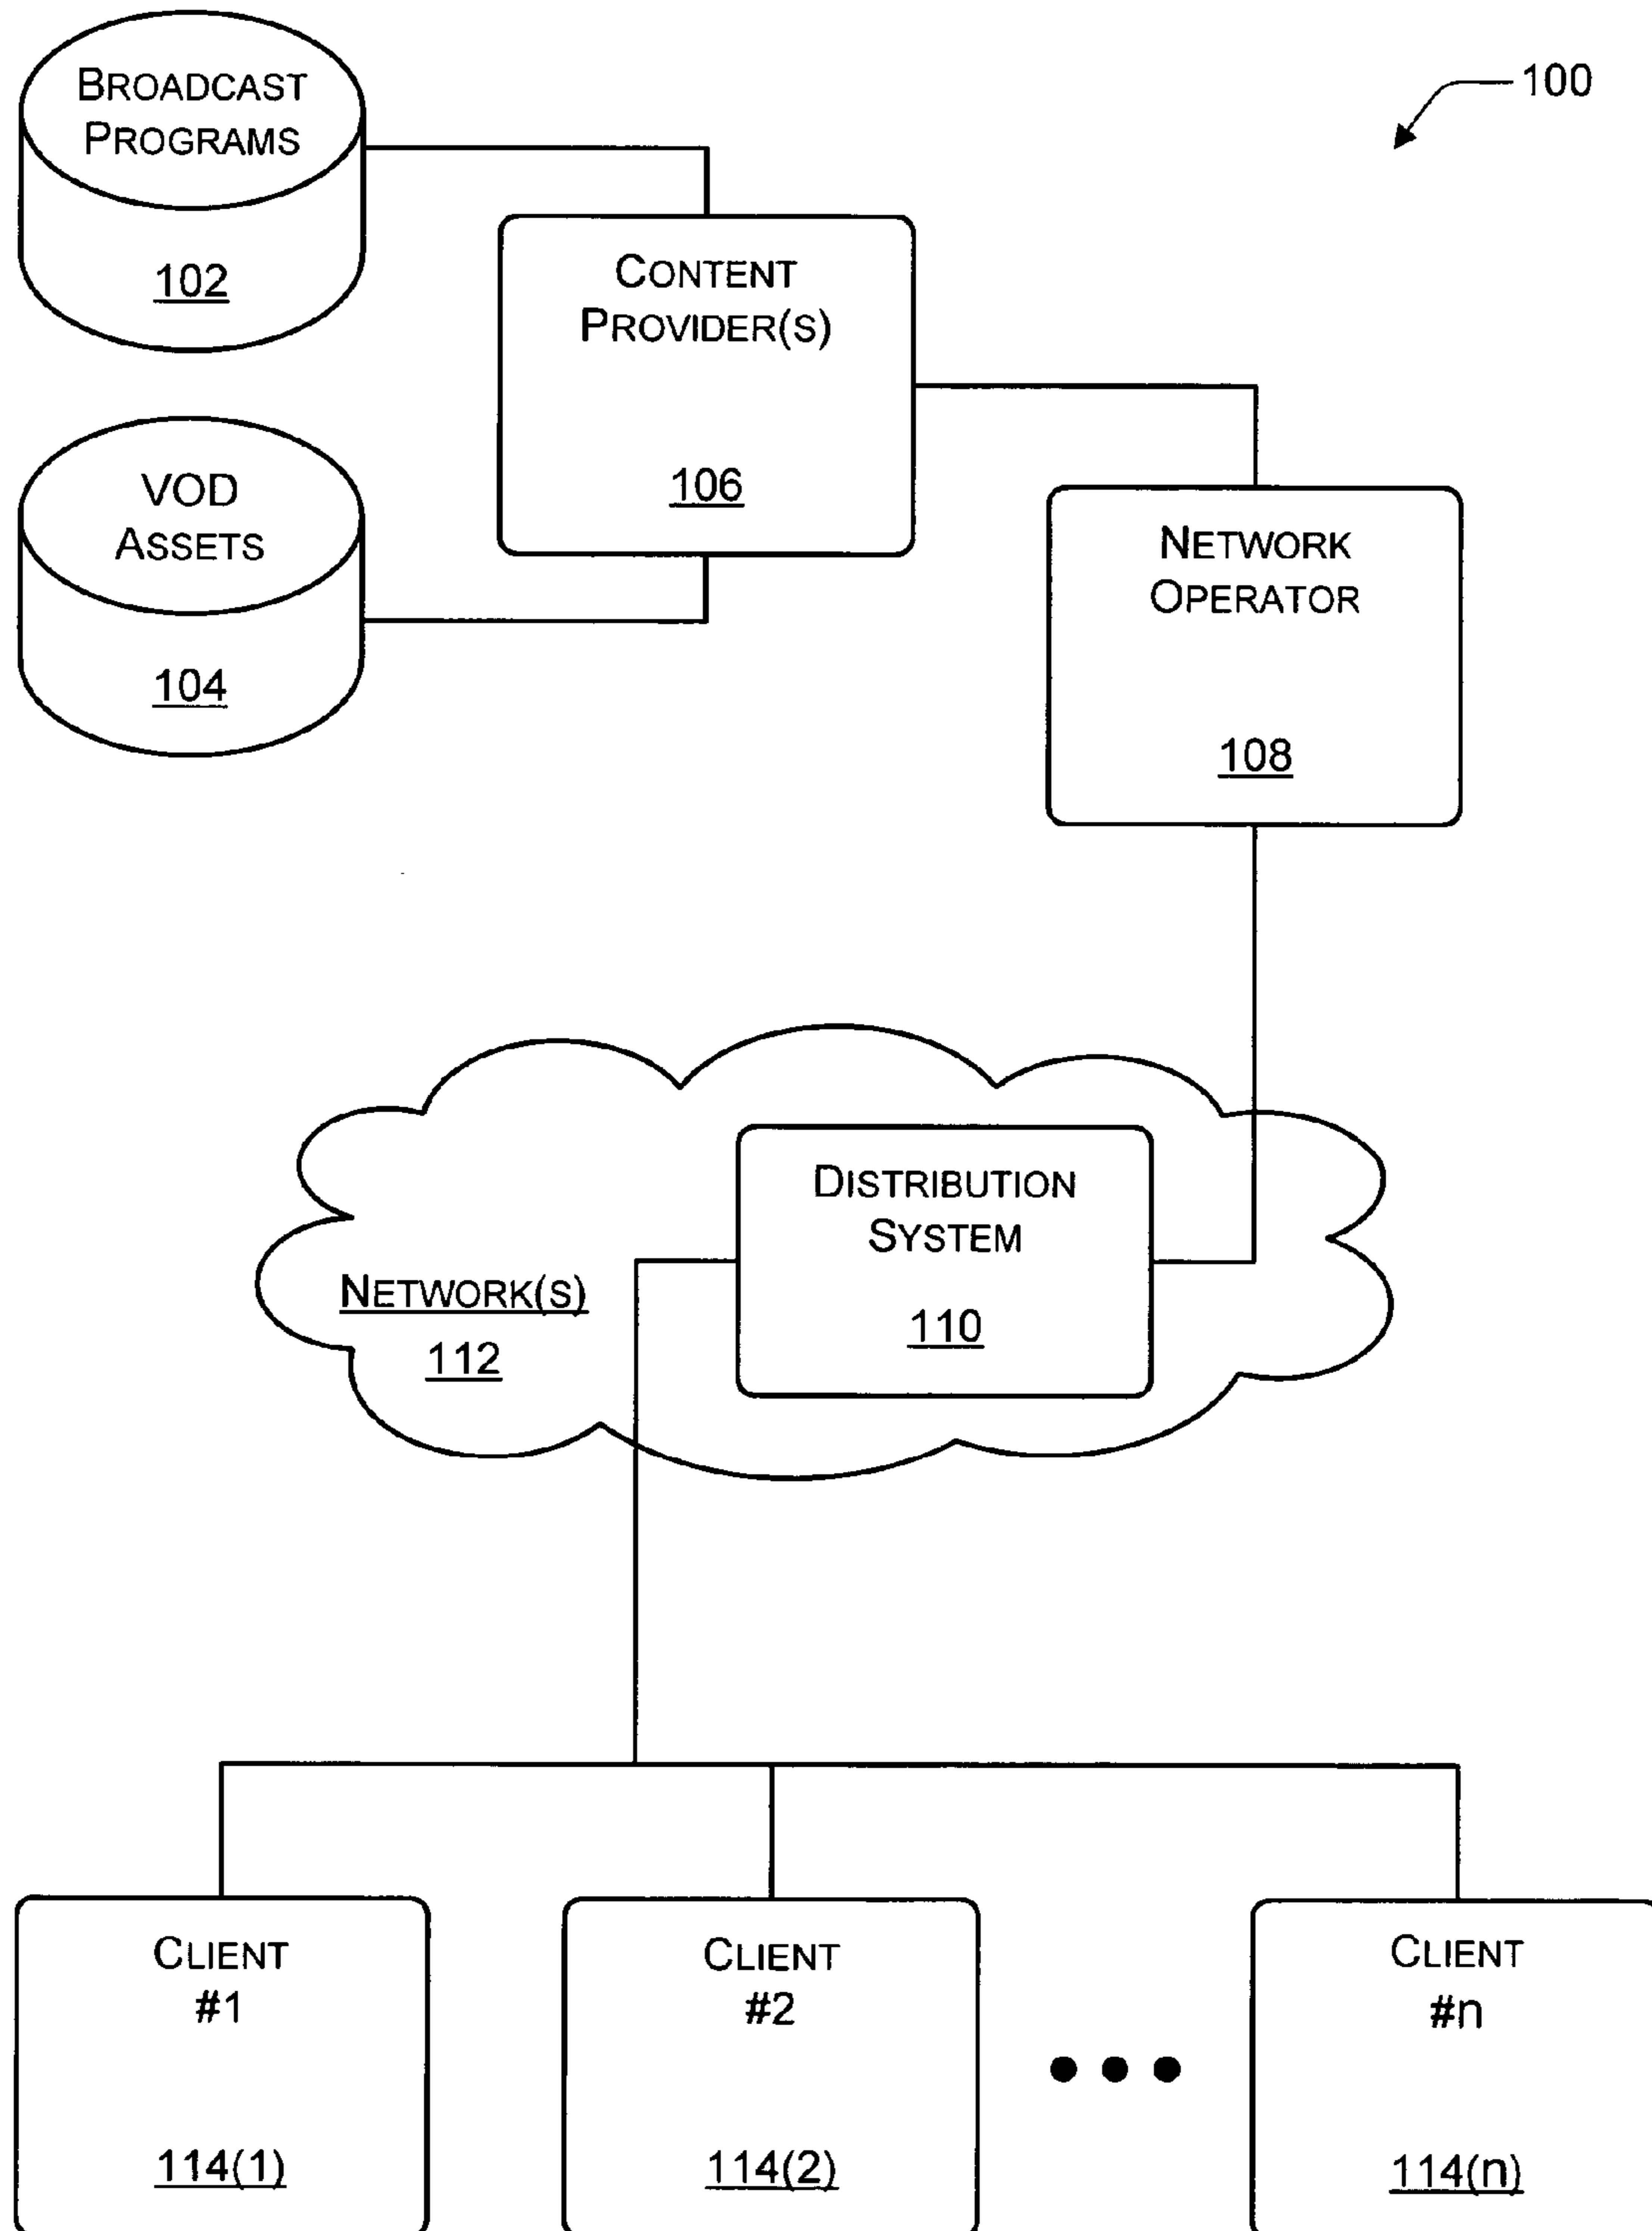 BROADCAST
PROGRAMS
102
100
CONTENT
PROVIDER(S)
106
VOD
ASSETS
104
NETWORK
OPERATOR
108
DISTRIBUTION
SYSTEM
110
NETWORK(S)
112
CLIENT
#1
114(1)
CLIENT
#2
114(2)
CLIENT
#n
114(n)